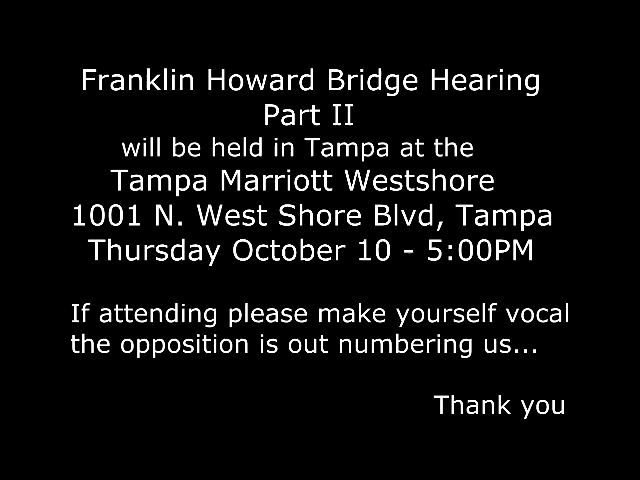 Franklin Howard Bridge Hearing
Part II
will be held in Tampa at the
Tampa Marriott Westshore
1001 N. West Shore Blvd, Tampa
Thursday October 10 - 5:00PM
If attending please make yourself vocal
the opposition is out numbering us...
Thank you